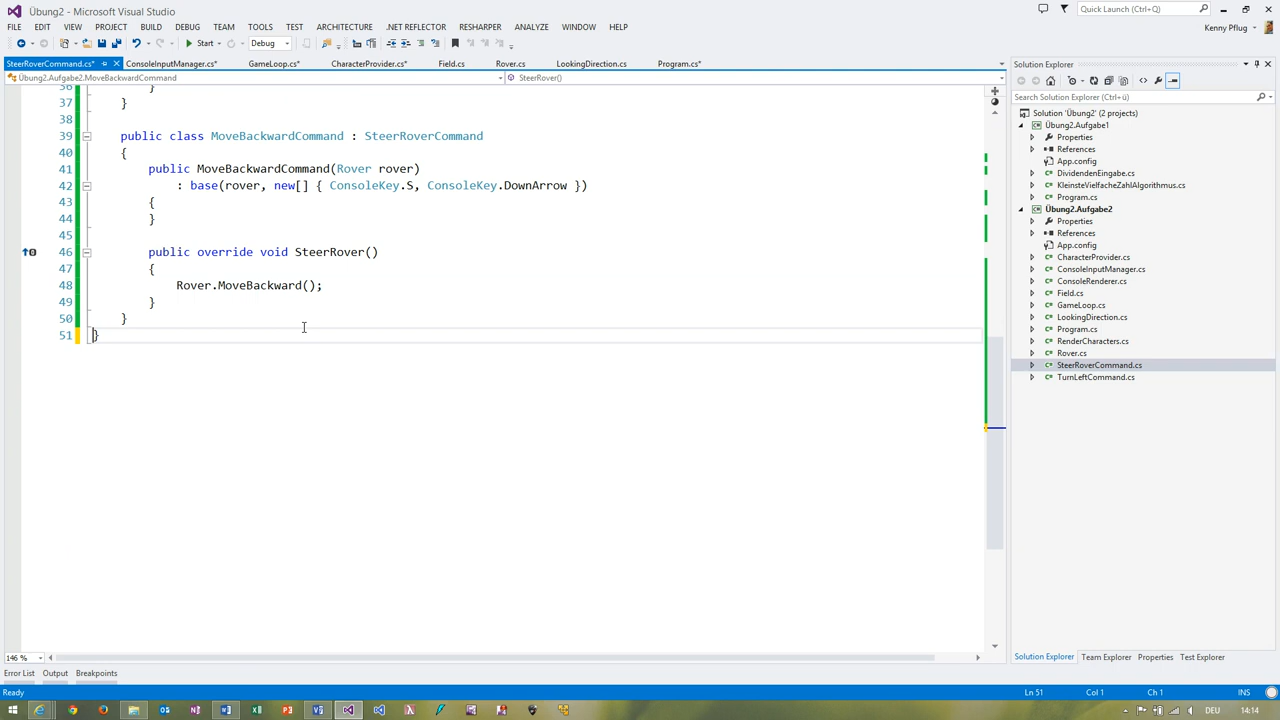 Übung2 - Microsoft Visual Studio
Quick Launch (Ctrl+Q)
FILE EDIT VIEW PROJECT BUILD DEBUG TEAM TOOLS TEST ARCHITECTURE .NET REFLECTOR RESHARPER ANALYZE WINDOW HELP
Kenny Pflug
Start Debug
SteerRoverCommand.cs* ConsoleInputManager.cs* GameLoop.cs* CharacterProvider.cs* Field.cs Rover.cs LookingDirection.cs Program.cs*
Übung2.Aufgabe2.MoveBackwardCommand SteerRover()
36 }
37 }
38
39 public class MoveBackwardCommand : SteerRoverCommand
40 {
41 public MoveBackwardCommand(Rover rover)
42 : base(rover, new[] { ConsoleKey.S, ConsoleKey.DownArrow })
43 {
44 }
45
46 public override void SteerRover()
47 {
48 Rover.MoveBackward();
49 }
50 }
51 }
146 %
Solution Explorer
Search Solution Explorer (Ctrl+ü)
Solution 'Übung2' (2 projects)
Übung2.Aufgabe1
Properties
References
App.config
DividendenEingabe.cs
KleinsteVielfacheZahlAlgorithmus.cs
Program.cs
Übung2.Aufgabe2
Properties
References
App.config
CharacterProvider.cs
ConsoleInputManager.cs
ConsoleRenderer.cs
Field.cs
GameLoop.cs
LookingDirection.cs
Program.cs
RenderCharacters.cs
Rover.cs
SteerRoverCommand.cs
TurnLeftCommand.cs
Solution Explorer Team Explorer Properties Test Explorer
Error List Output Breakpoints
Ready Ln 51 Col 1 Ch 1 INS
DEU 14:14